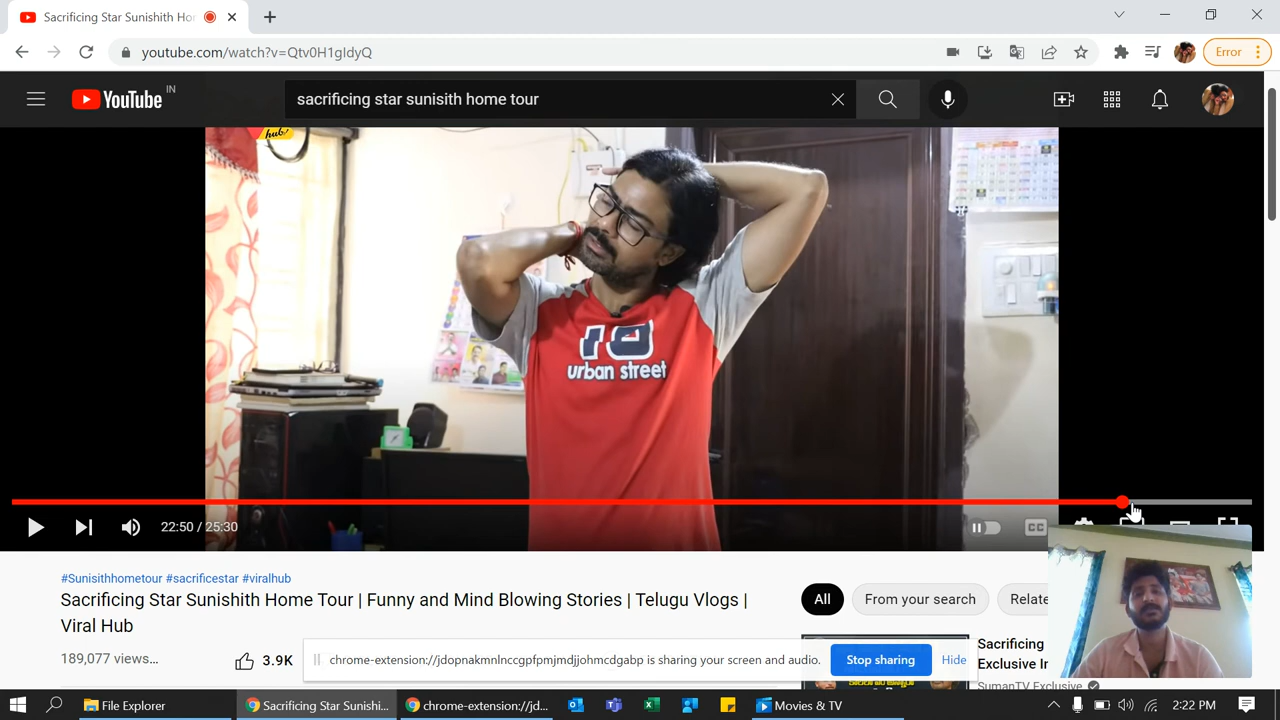 Sacrificing Star Sunishith Ho
youtube.com/watch?v=Qtv0H1gIdyQ
Error
YouTube IN
sacrificing star sunisith home tour
hub!
urban street
22:50 / 25:30
CC
#Sunisithhometour #sacrificestar #viralhub
Sacrificing Star Sunishith Home Tour | Funny and Mind Blowing Stories | Telugu Vlogs |
Viral Hub
189,077 views...
3.9K
All
From your search
Relate
Sacrificing
Exclusive In
SumanTV Exclusive
chrome-extension://jdopnakmnlnccgpfpmjmdjjohmcdgabp is sharing your screen and audio.
Stop sharing
Hide
File Explorer
Sacrificing Star Sunishi...
chrome-extension://jd...
Movies & TV
2:22 PM